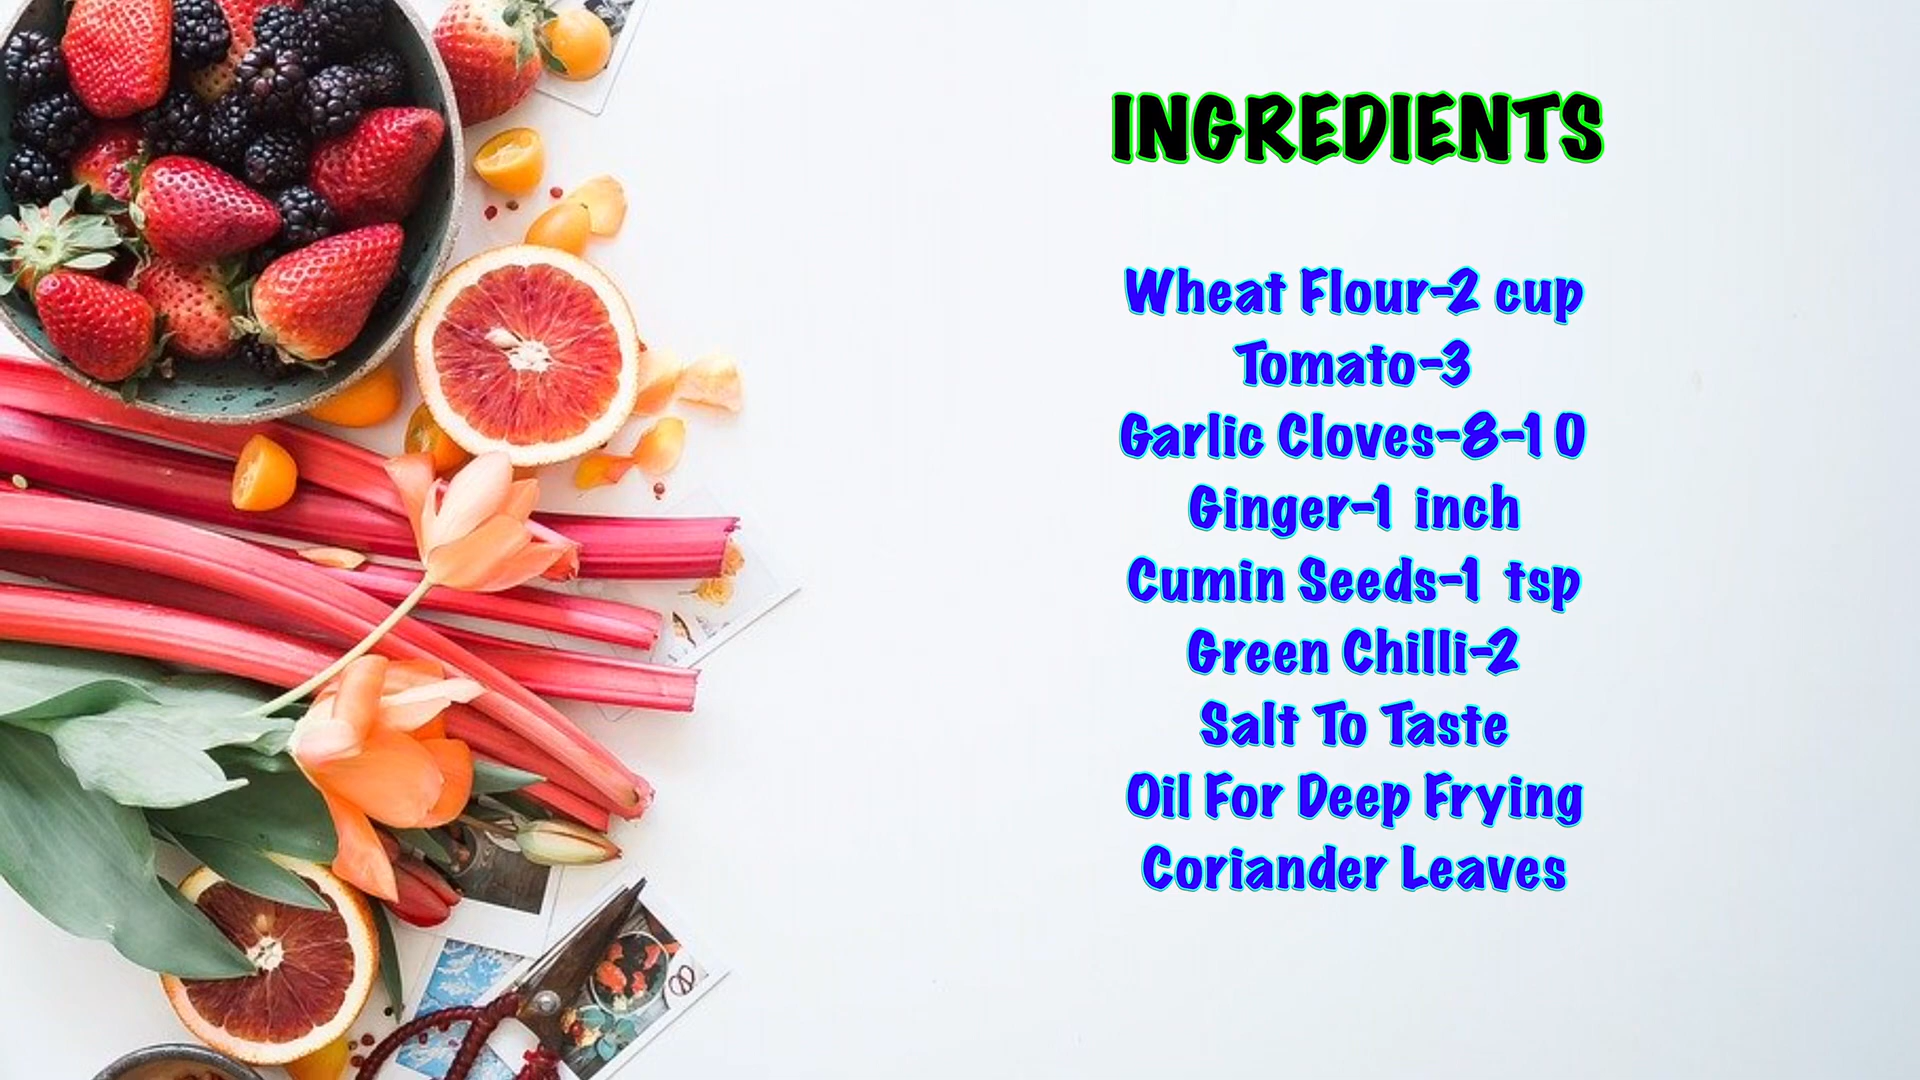 INGREDIENTS
Wheat Flour-2 cup
Tomato-3
Garlic Cloves-8-10
Ginger-1 inch
Cumin Seeds-1 tsp
Green Chilli-2
Salt To Taste
Oil For Deep Frying
Coriander Leaves